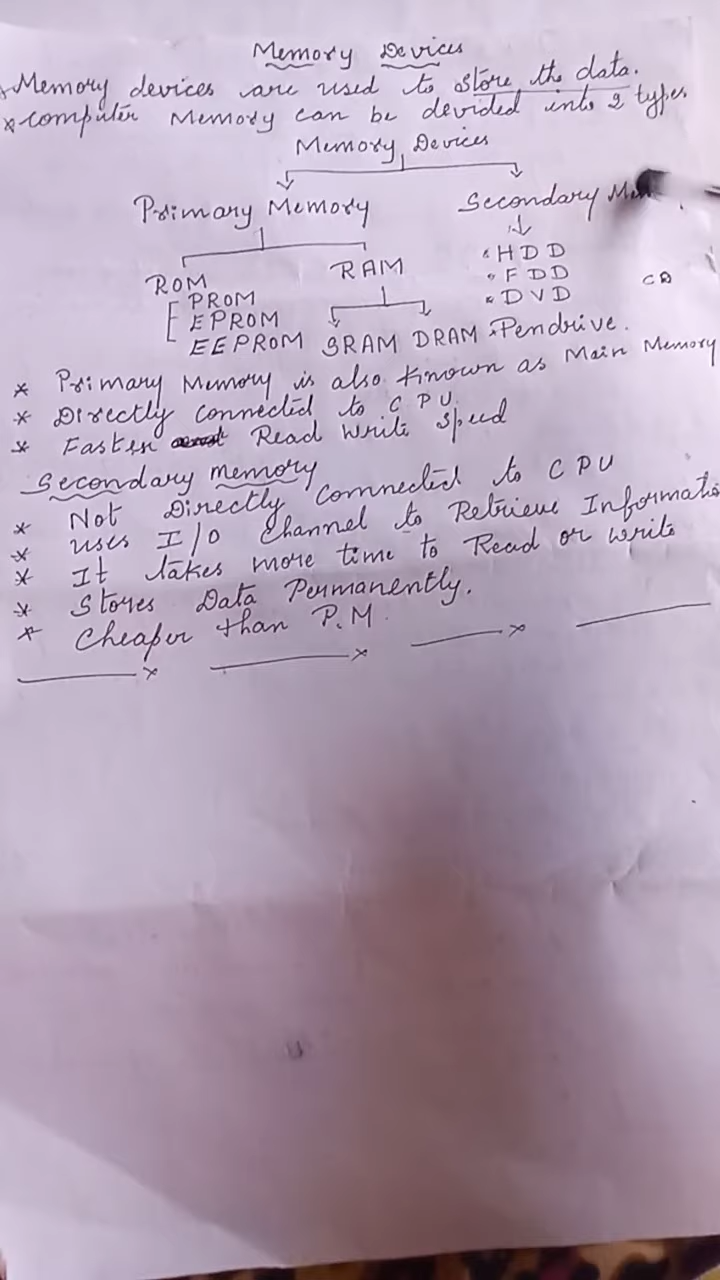 Memory Devices
* Memory devices are used to store the data.
* computer Memory can be devided into 2 types.
Memory Devices
Primary Memory Secondary
ROM RAM * HDD
PROM * FDD CD
EPROM * DVD
EEPROM SRAM DRAM * Pendrive.
* Primary Memory is also known as Main Memory
* Directly connected to CPU.
* Faster Read write speed
Secondary memory
* Not Directly connected to CPU
* uses I/O channel to Retrieve Informatio
* It takes more time to Read or write
* Stores Data Permanently.
* Cheaper than P.M.